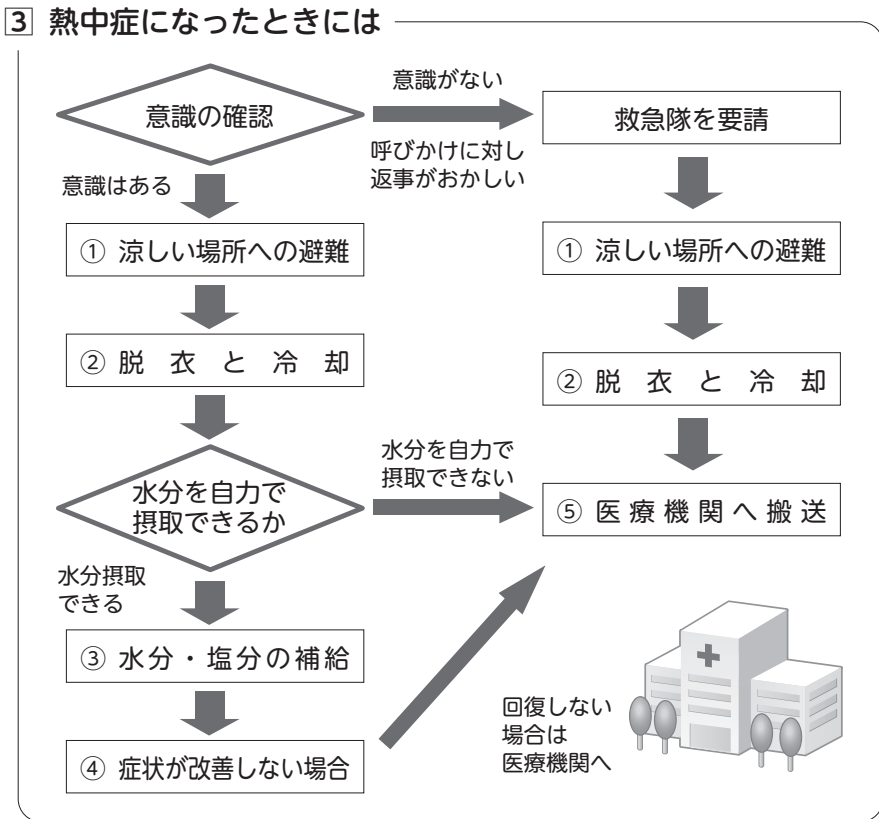 3 熱中症になったときには
意識の確認
意識がない
呼びかけに対し
返事がおかしい
救急隊を要請
意識はある
① 涼しい場所への避難
① 涼しい場所への避難
② 脱衣と冷却
② 脱衣と冷却
水分を自力で
摂取できるか
水分を自力で
摂取できない
⑤ 医療機関へ搬送
水分摂取
できる
③ 水分・塩分の補給
④ 症状が改善しない場合
回復しない
場合は
医療機関へ